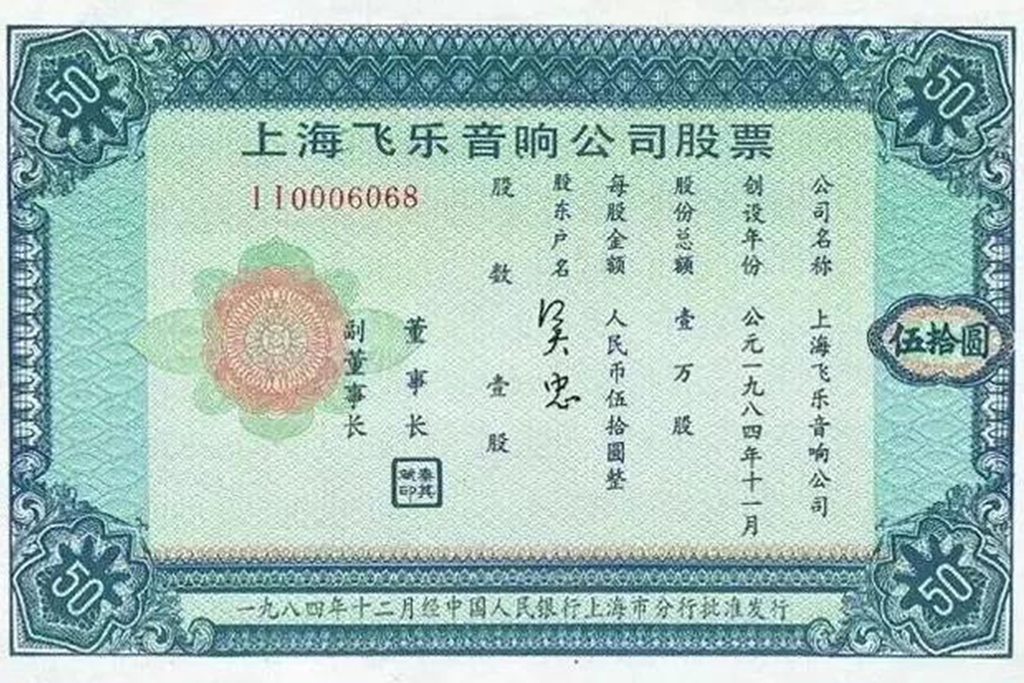 50
50
上海飞乐音响公司股票
110006068
公司名称 上海飞乐音响公司
创设年份 公元一九八四年十一月
股份总额 壹万股
每股金额 人民币伍拾圆整
股东户名 吴忠
股数 壹股
董事长
秦其斌印
副董事长
伍拾圆
50
50
一九八四年十二月经中国人民银行上海市分行批准发行